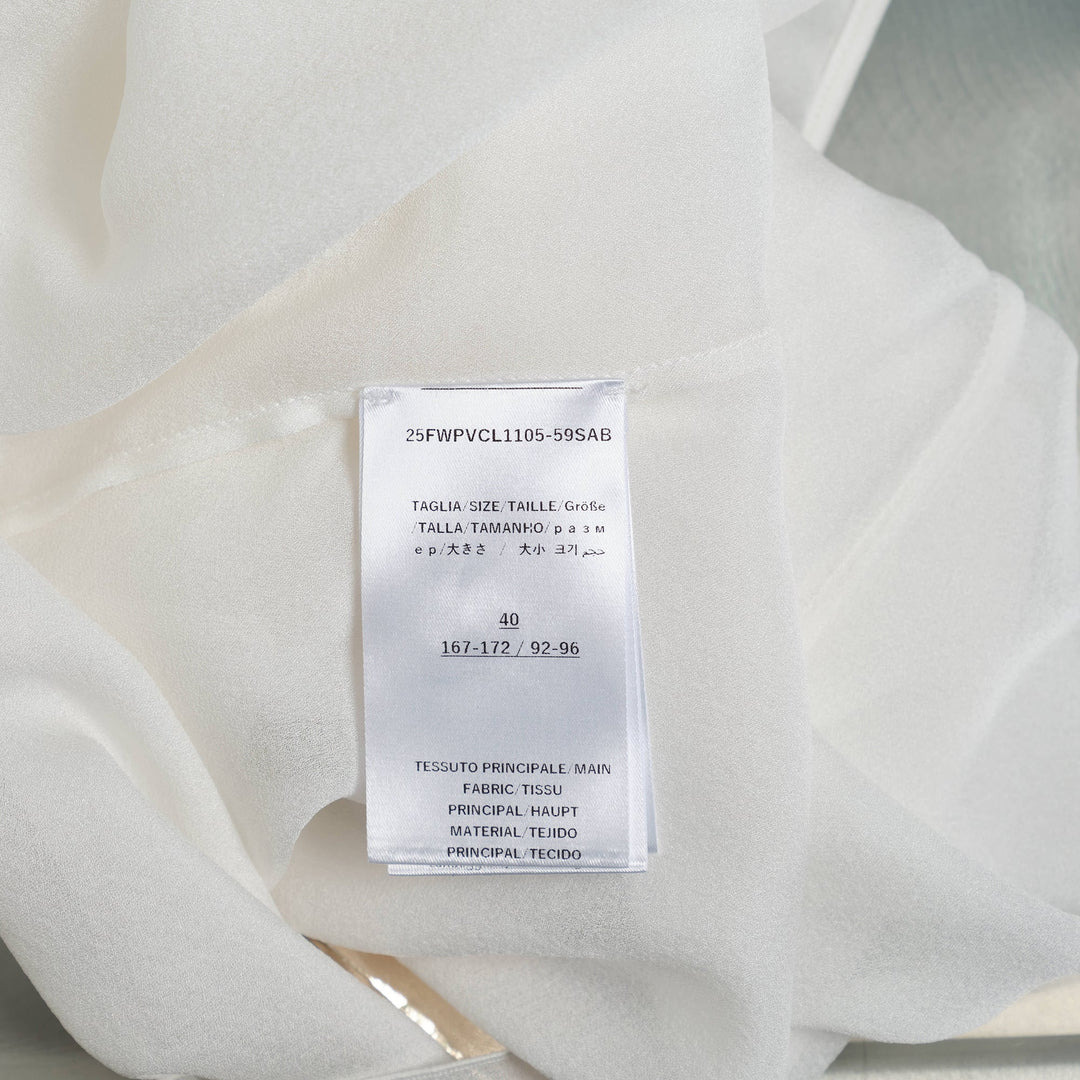 25FWPVCL1105-59SAB
TAGLIA/SIZE/TAILLE/Größe
/TALLA/TAMANHO/разм
ер/大きさ / 大小 크기 حجم
40
167-172 / 92-96
TESSUTO PRINCIPALE/MAIN
FABRIC/TISSU
PRINCIPAL/HAUPT
MATERIAL/TEJIDO
PRINCIPAL/TECIDO